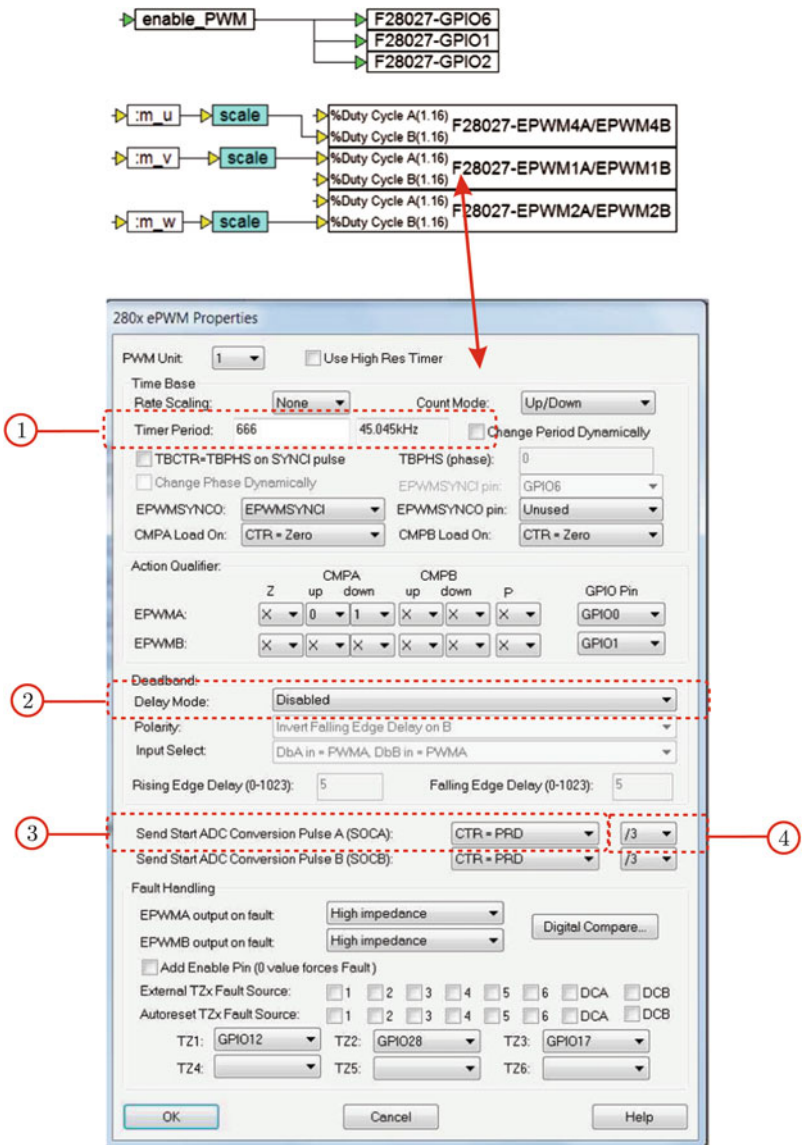 enable_PWM F28027-GPIO6
F28027-GPIO1
F28027-GPIO2
:m_u scale %Duty Cycle A(1.16) F28027-EPWM4A/EPWM4B
%Duty Cycle B(1.16)
:m_v scale %Duty Cycle A(1.16) F28027-EPWM1A/EPWM1B
%Duty Cycle B(1.16)
%Duty Cycle A(1.16) F28027-EPWM2A/EPWM2B
:m_w scale %Duty Cycle B(1.16)
280x ePWM Properties
PWM Unit: 1 Use High Res Timer
Time Base
Rate Scaling: None Count Mode: Up/Down
1 Timer Period: 666 45.045kHz Change Period Dynamically
TBCTR=TBPHS on SYNCI pulse TBPHS (phase): 0
Change Phase Dynamically EPWMSYNCI pin: GPIO6
EPWMSYNCO: EPWMSYNCI EPWMSYNCO pin: Unused
CMPA Load On: CTR = Zero CMPB Load On: CTR = Zero
Action Qualifier:
CMPA CMPB
Z up down up down P GPIO Pin
EPWMA: X 0 1 X X X GPIO0
EPWMB: X X X X X X GPIO1
Deadband:
2 Delay Mode: Disabled
Polarity: Invert Falling Edge Delay on B
Input Select: DbA in = PWMA, DbB in = PWMA
Rising Edge Delay (0-1023): 5 Falling Edge Delay (0-1023): 5
3 Send Start ADC Conversion Pulse A (SOCA): CTR = PRD /3 4
Send Start ADC Conversion Pulse B (SOCB): CTR = PRD /3
Fault Handling
EPWMA output on fault: High impedance
Digital Compare...
EPWMB output on fault: High impedance
Add Enable Pin (0 value forces Fault)
External TZx Fault Source: 1 2 3 4 5 6 DCA DCB
Autoreset TZx Fault Source: 1 2 3 4 5 6 DCA DCB
TZ1: GPIO12 TZ2: GPIO28 TZ3: GPIO17
TZ4: TZ5: TZ6:
OK Cancel Help